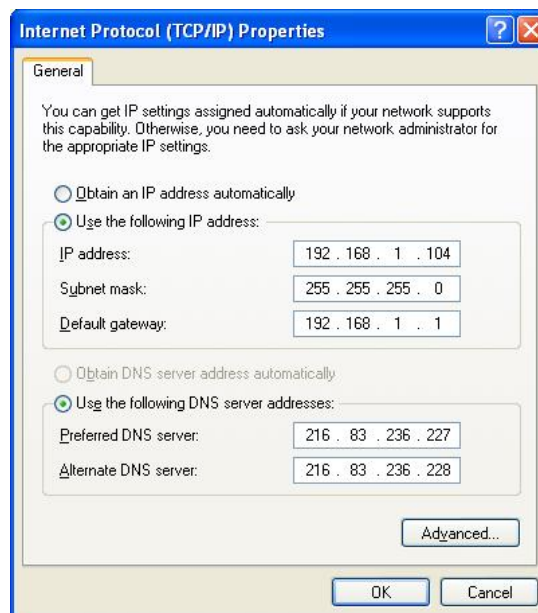 Internet Protocol (TCP/IP) Properties
General
You can get IP settings assigned automatically if your network supports
this capability. Otherwise, you need to ask your network administrator for
the appropriate IP settings.
Obtain an IP address automatically
Use the following IP address:
IP address: 192 . 168 . 1 . 104
Subnet mask: 255 . 255 . 255 . 0
Default gateway: 192 . 168 . 1 . 1
Obtain DNS server address automatically
Use the following DNS server addresses:
Preferred DNS server: 216 . 83 . 236 . 227
Alternate DNS server: 216 . 83 . 236 . 228
Advanced...
OK Cancel